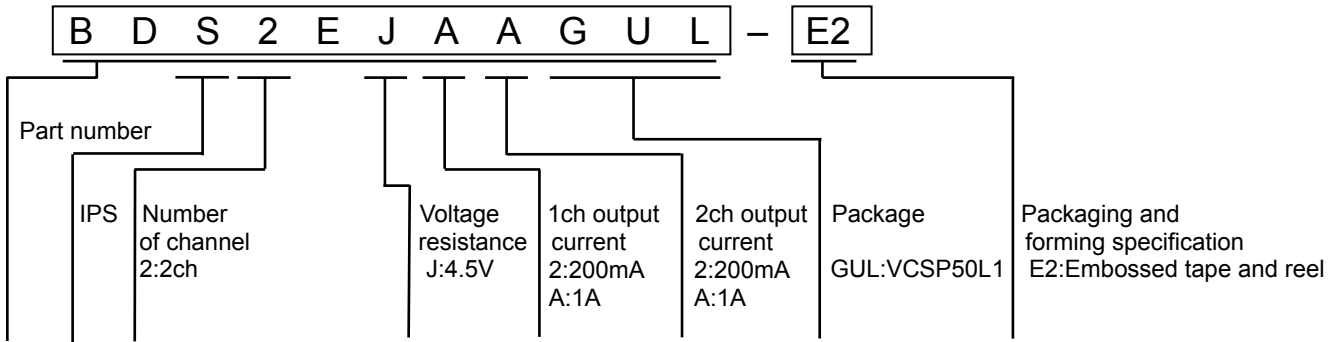 B D S 2 E J A A G U L – E2
Part number
IPS
Number
of channel
2:2ch
Voltage
resistance
J:4.5V
1ch output
current
2:200mA
A:1A
2ch output
current
2:200mA
A:1A
Package
GUL:VCSP50L1
Packaging and
forming specification
E2:Embossed tape and reel